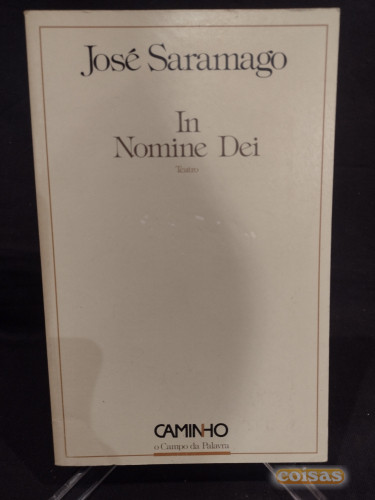 José Saramago
In
Nomine Dei
Teatro
CAMINHO
o Campo da Palavra
coisas